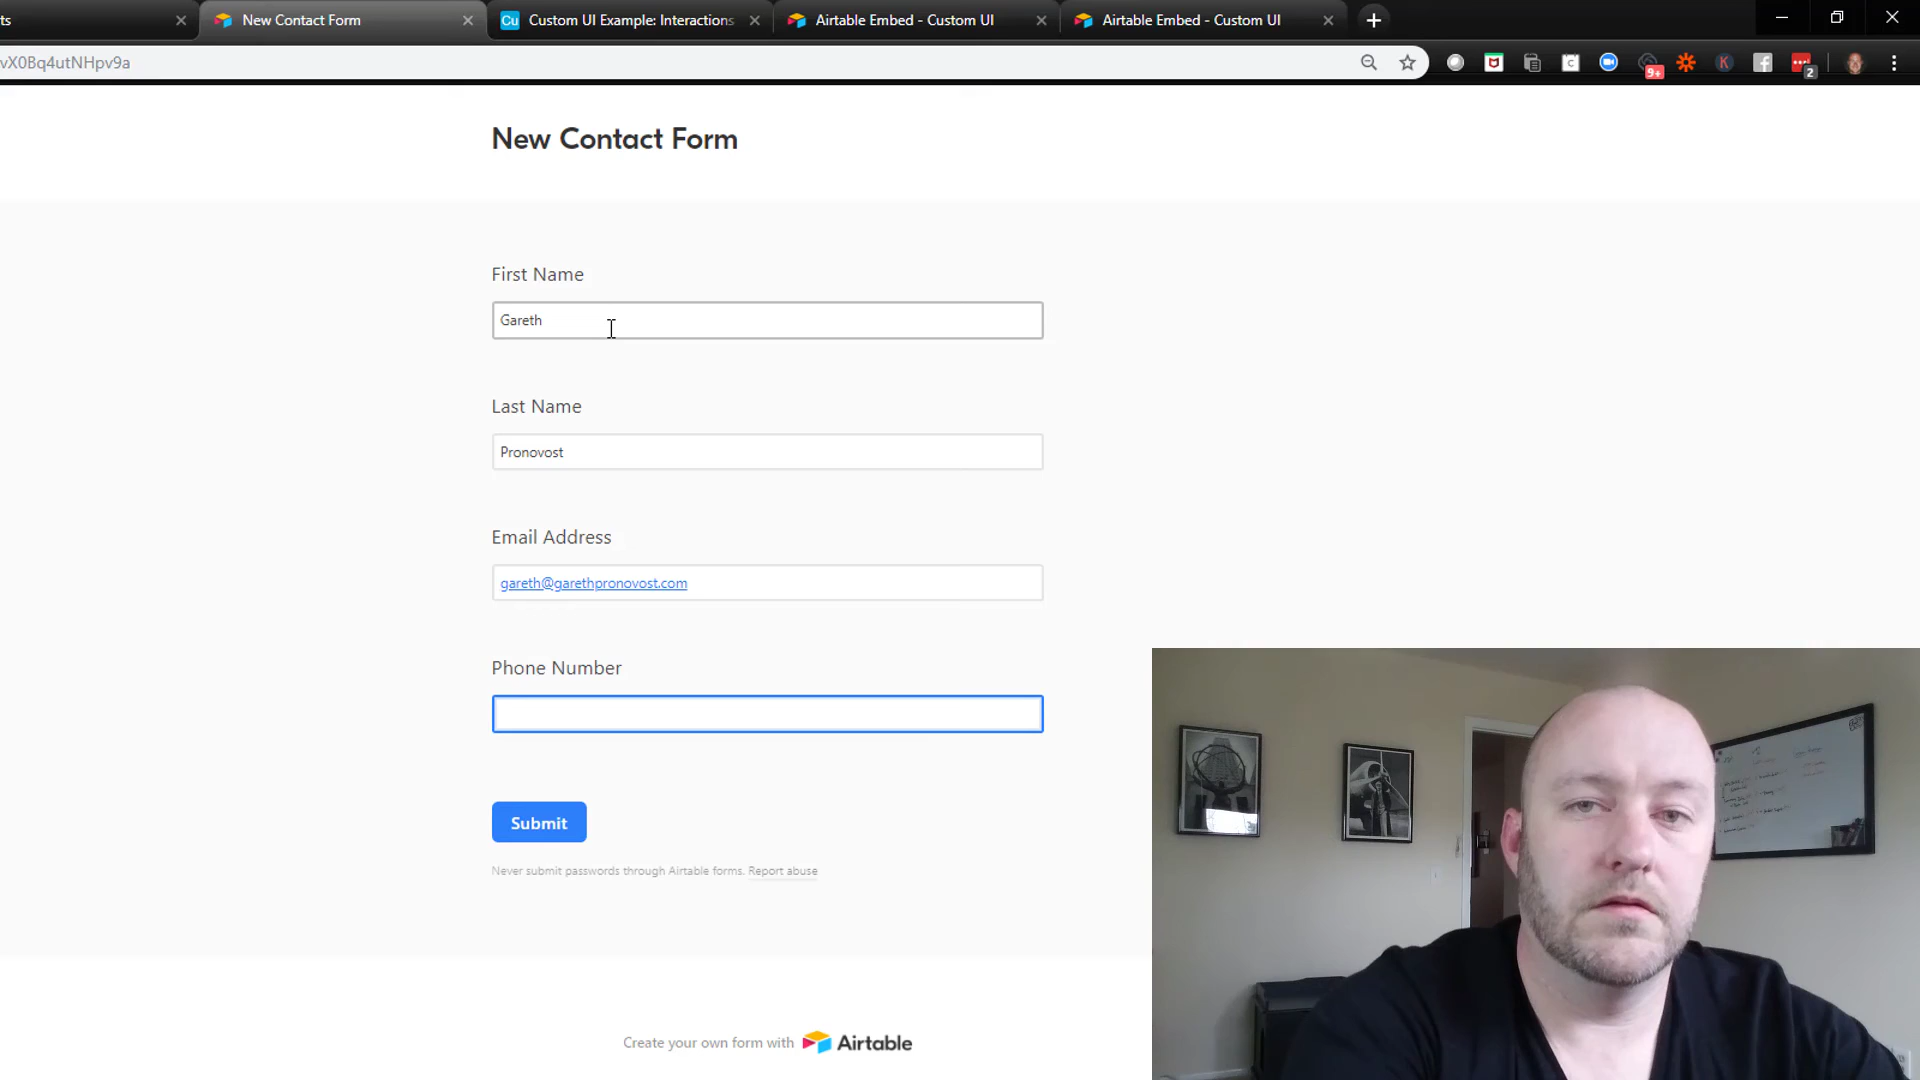 ts
New Contact Form
Custom UI Example: Interactions
Airtable Embed - Custom UI
Airtable Embed - Custom UI
vX0Bq4utNHpv9a
9+
K
2
New Contact Form
First Name
Gareth
Last Name
Pronovost
Email Address
gareth@garethpronovost.com
Phone Number
Submit
Never submit passwords through Airtable forms. Report abuse
Create your own form with Airtable